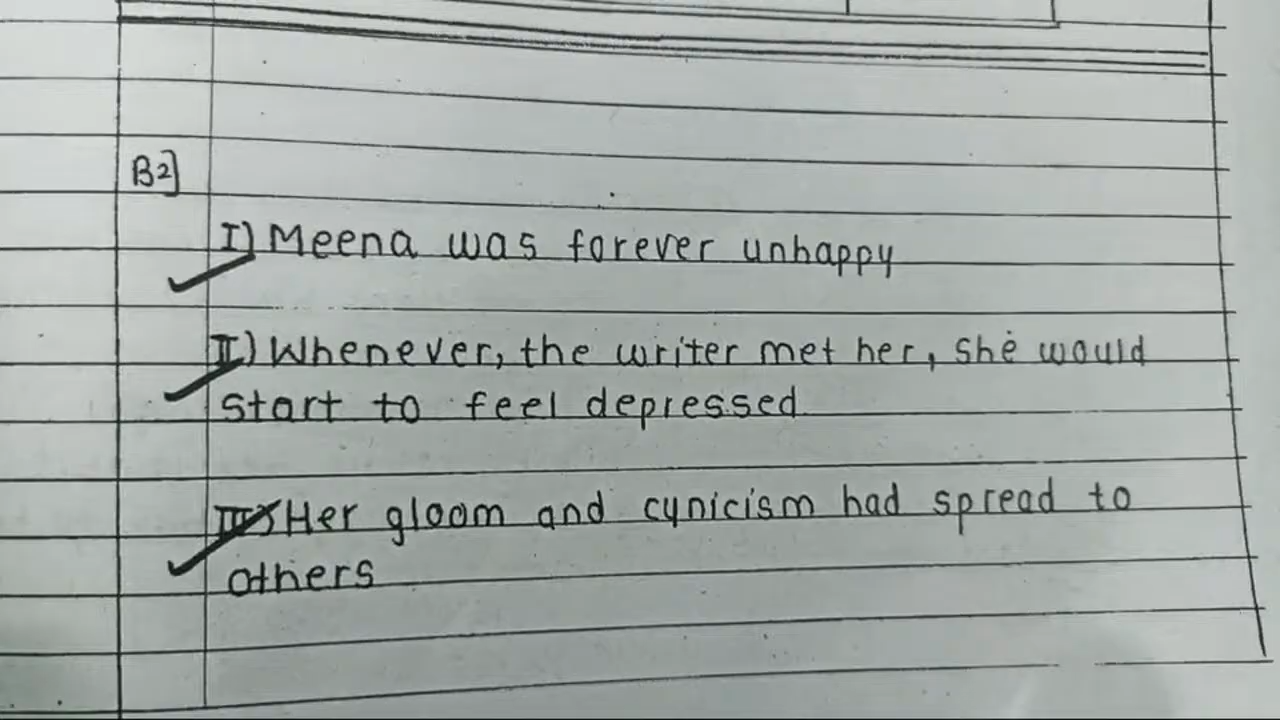 B2]
I) Meena was forever unhappy
II) Whenever, the writer met her, she would
start to feel depressed
III) Her gloom and cynicism had spread to
others